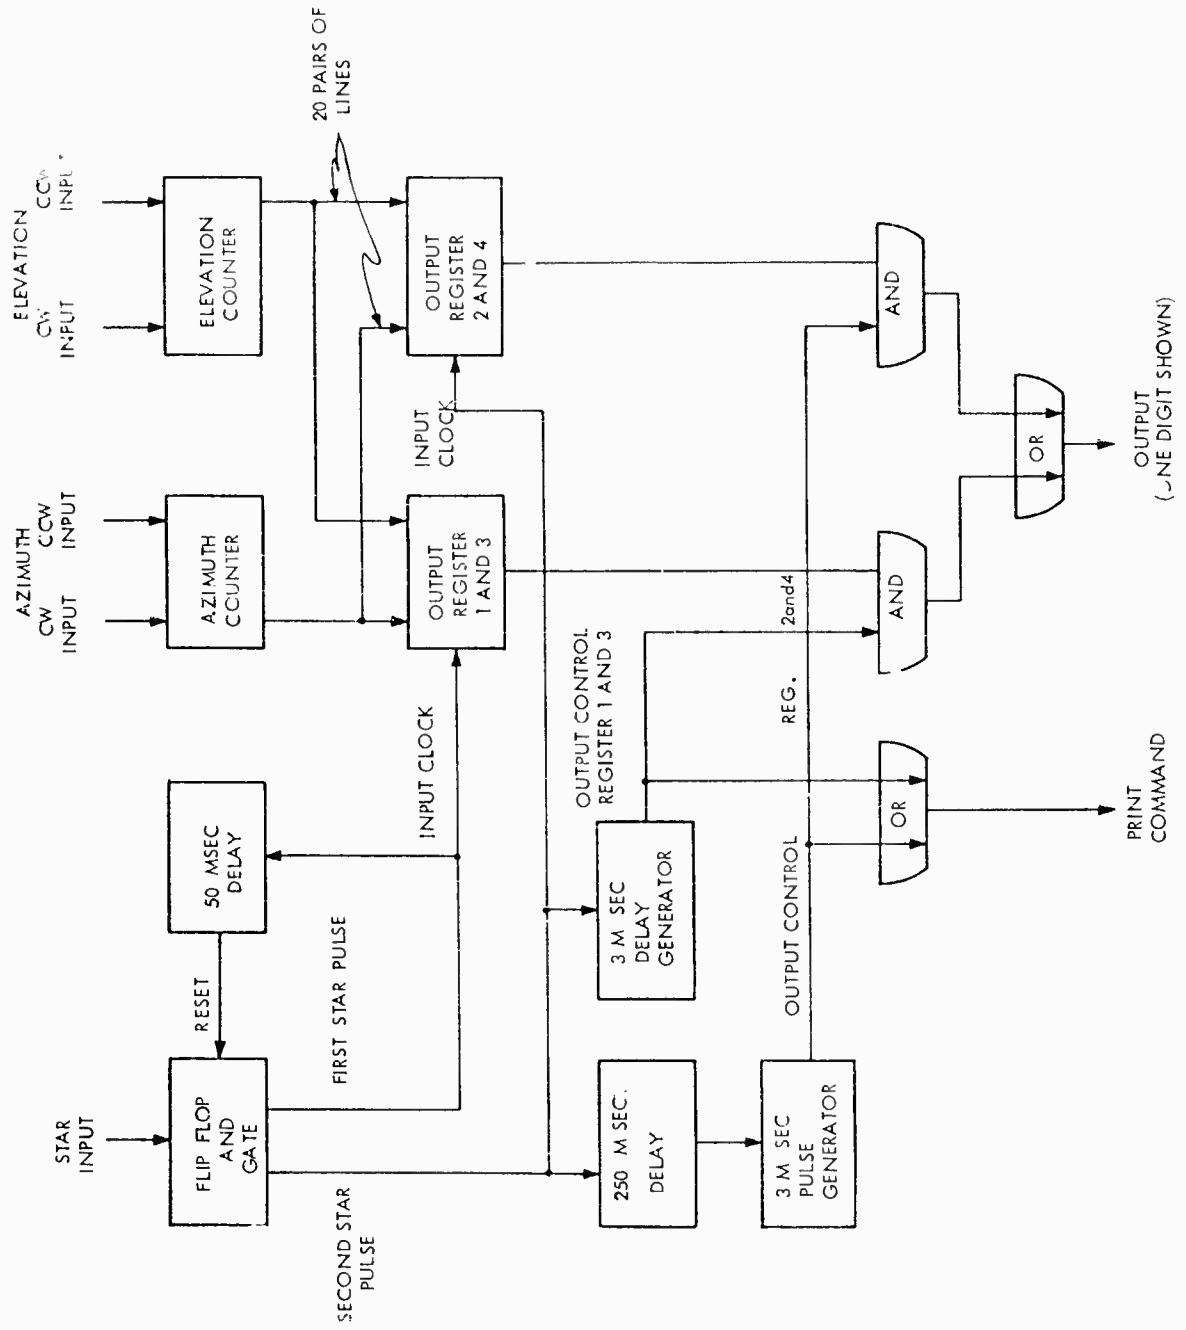 STAR
INPUT
AZIMUTH
CW
INPUT
CCW
INPUT
ELEVATION
CW
INPUT
CCW
FLIP FLOP
AND
GATE
RESET
50 MSEC
DELAY
AZIMUTH
COUNTER
ELEVATION
COUNTER
20 PAIRS OF
LINES
SECOND STAR
PULSE
FIRST STAR PULSE
INPUT CLOCK
OUTPUT
REGISTER
1 AND 3
INPUT
CLOCK
OUTPUT
REGISTER
2 AND 4
250 M SEC.
DELAY
3 M SEC
DELAY
GENERATOR
OUTPUT CONTROL
REGISTER 1 AND 3
3 M SEC
PULSE
GENERATOR
OUTPUT CONTROL
REG.
2and4
OR
AND
AND
OR
PRINT
COMMAND
OUTPUT
DIGIT SHOWN)